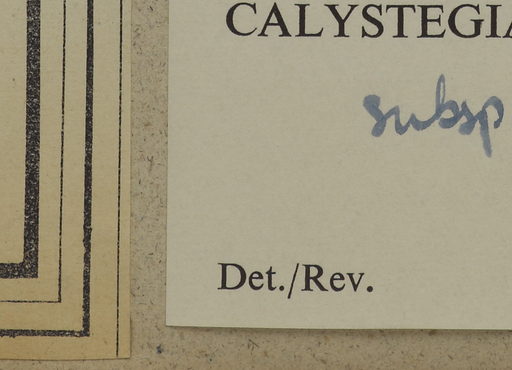 CALYSTEGIA
subsp
Det./Rev.